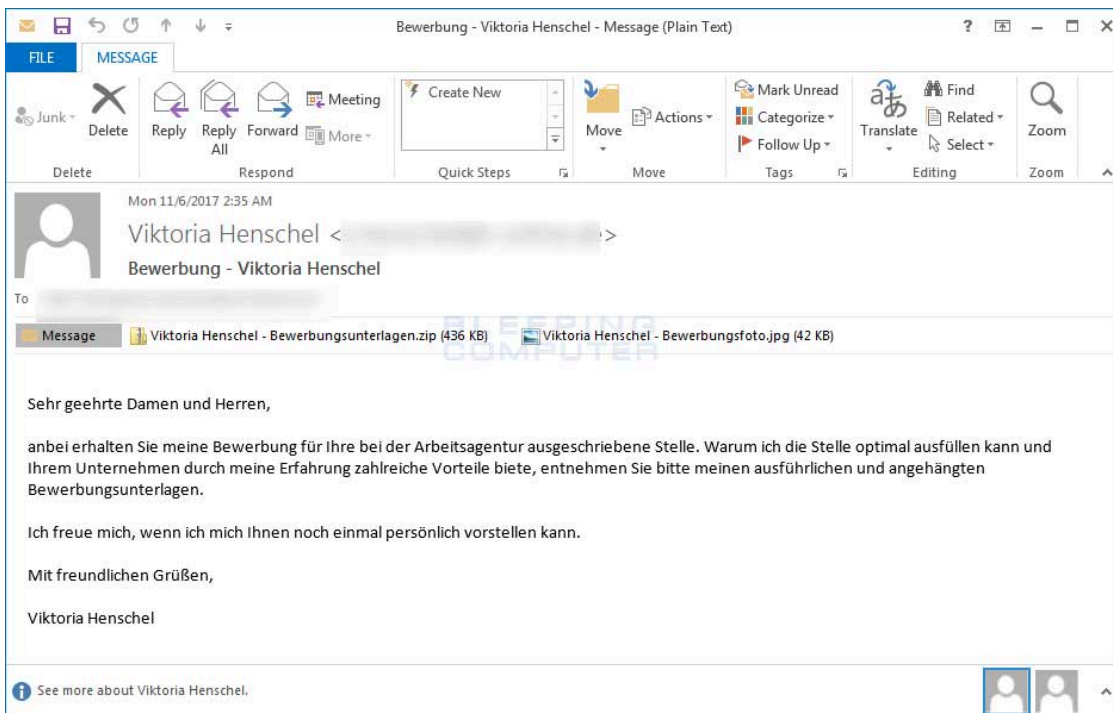 Bewerbung - Viktoria Henschel - Message (Plain Text)
FILE MESSAGE
Junk
Delete
Reply
Reply All
Forward
Meeting
More
Create New
Move
Actions
Mark Unread
Categorize
Follow Up
Translate
Find
Related
Select
Zoom
Delete Respond Quick Steps Move Tags Editing Zoom
Mon 11/6/2017 2:35 AM
Viktoria Henschel < >
Bewerbung - Viktoria Henschel
To
Message Viktoria Henschel - Bewerbungsunterlagen.zip (436 KB) Viktoria Henschel - Bewerbungsfoto.jpg (42 KB)
BLEEPING
COMPUTER
Sehr geehrte Damen und Herren,
anbei erhalten Sie meine Bewerbung für Ihre bei der Arbeitsagentur ausgeschriebene Stelle. Warum ich die Stelle optimal ausfüllen kann und
Ihrem Unternehmen durch meine Erfahrung zahlreiche Vorteile biete, entnehmen Sie bitte meinen ausführlichen und angehängten
Bewerbungsunterlagen.
Ich freue mich, wenn ich mich Ihnen noch einmal persönlich vorstellen kann.
Mit freundlichen Grüßen,
Viktoria Henschel
See more about Viktoria Henschel.